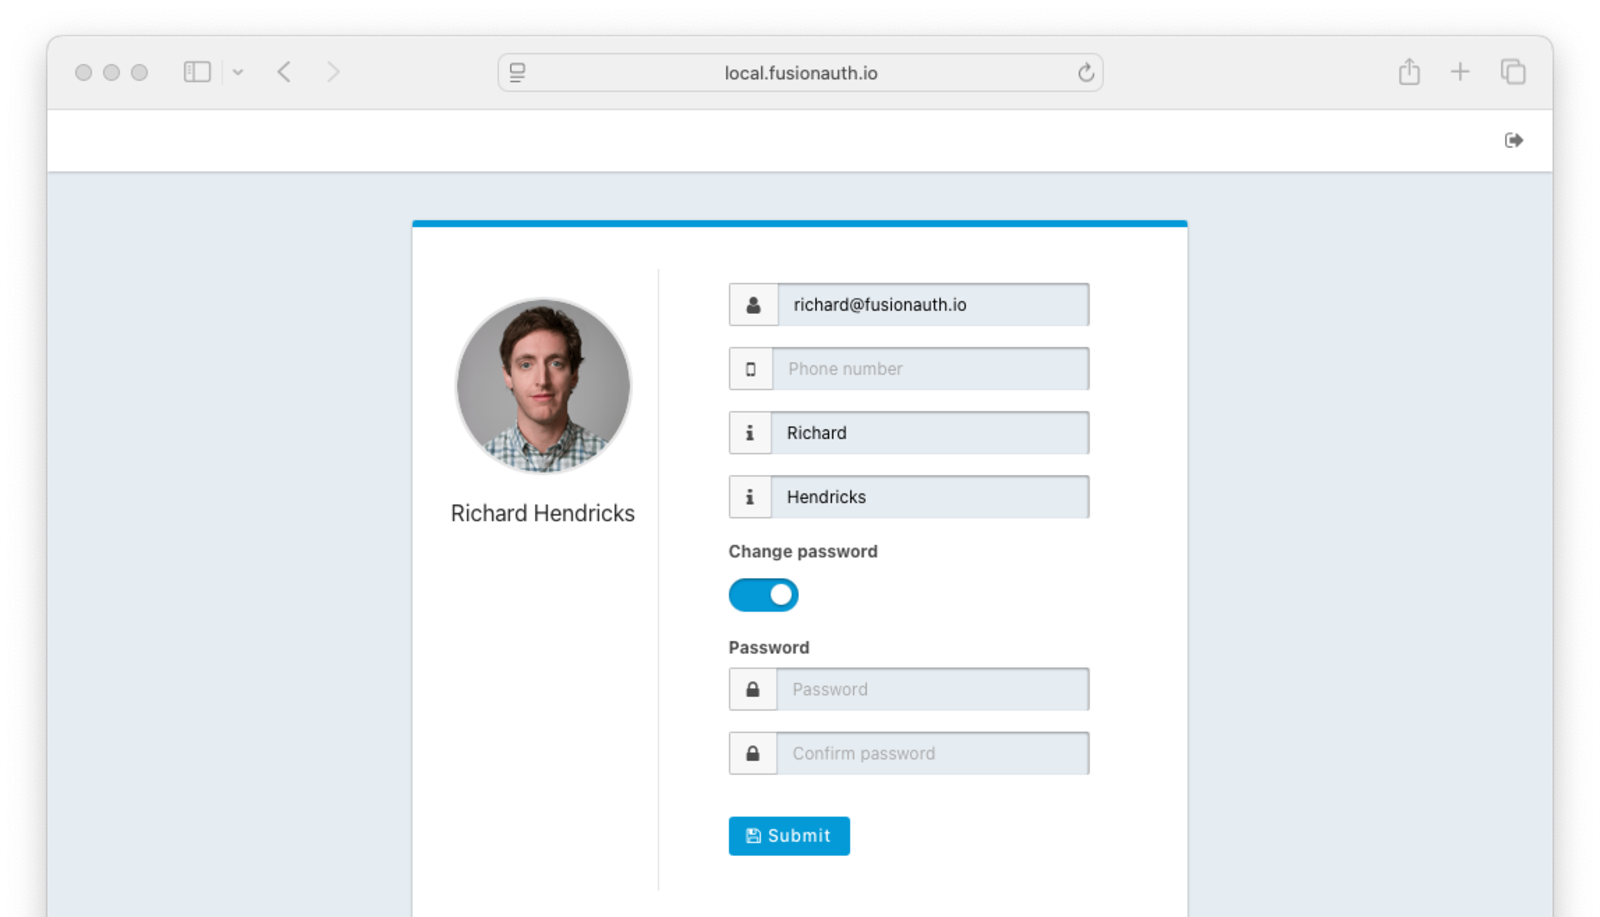 local.fusionauth.io
Richard Hendricks
richard@fusionauth.io
Phone number
Richard
Hendricks
Change password
Password
Password
Confirm password
Submit